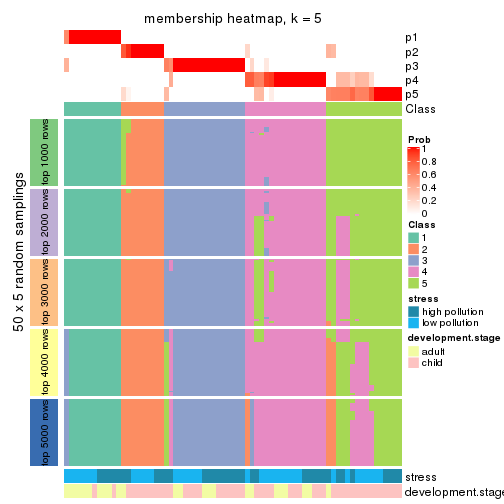 membership heatmap, k = 5
p1
p2
p3
p4
p5
Class
50 x 5 random samplings
top 1000 rows
top 2000 rows
top 3000 rows
top 4000 rows
top 5000 rows
stress
development.stage
Prob
1
0.8
0.6
0.4
0.2
0
Class
1
2
3
4
5
stress
high pollution
low pollution
development.stage
adult
child